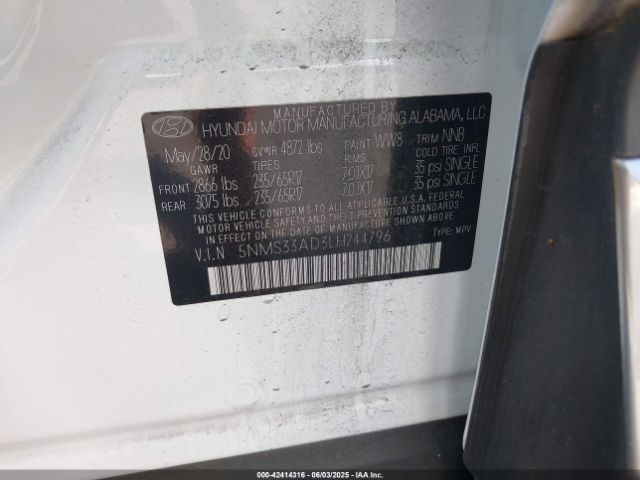 MANUFACTURED BY
HYUNDAI MOTOR MANUFACTURING ALABAMA, LLC
May/28/20 GVWR 4872 lbs PAINT WW8 TRIM NNB
GAWR TIRES RIMS COLD TIRE INFL
FRONT 2866 lbs 235/65R17 7.0JX17 35 psi SINGLE
REAR 3075 lbs 235/65R17 7.0JX17 35 psi SINGLE
THIS VEHICLE CONFORMS TO ALL APPLICABLE U.S.A. FEDERAL
MOTOR VEHICLE SAFETY AND THEFT PREVENTION STANDARDS IN
EFFECT ON THE DATE OF MANUFACTURE SHOWN ABOVE.
V.I.N 5NMS33AD3LH244796 TYPE: MPV
00-42414316 - 06/03/2025 - © IAA Holdings, LLC